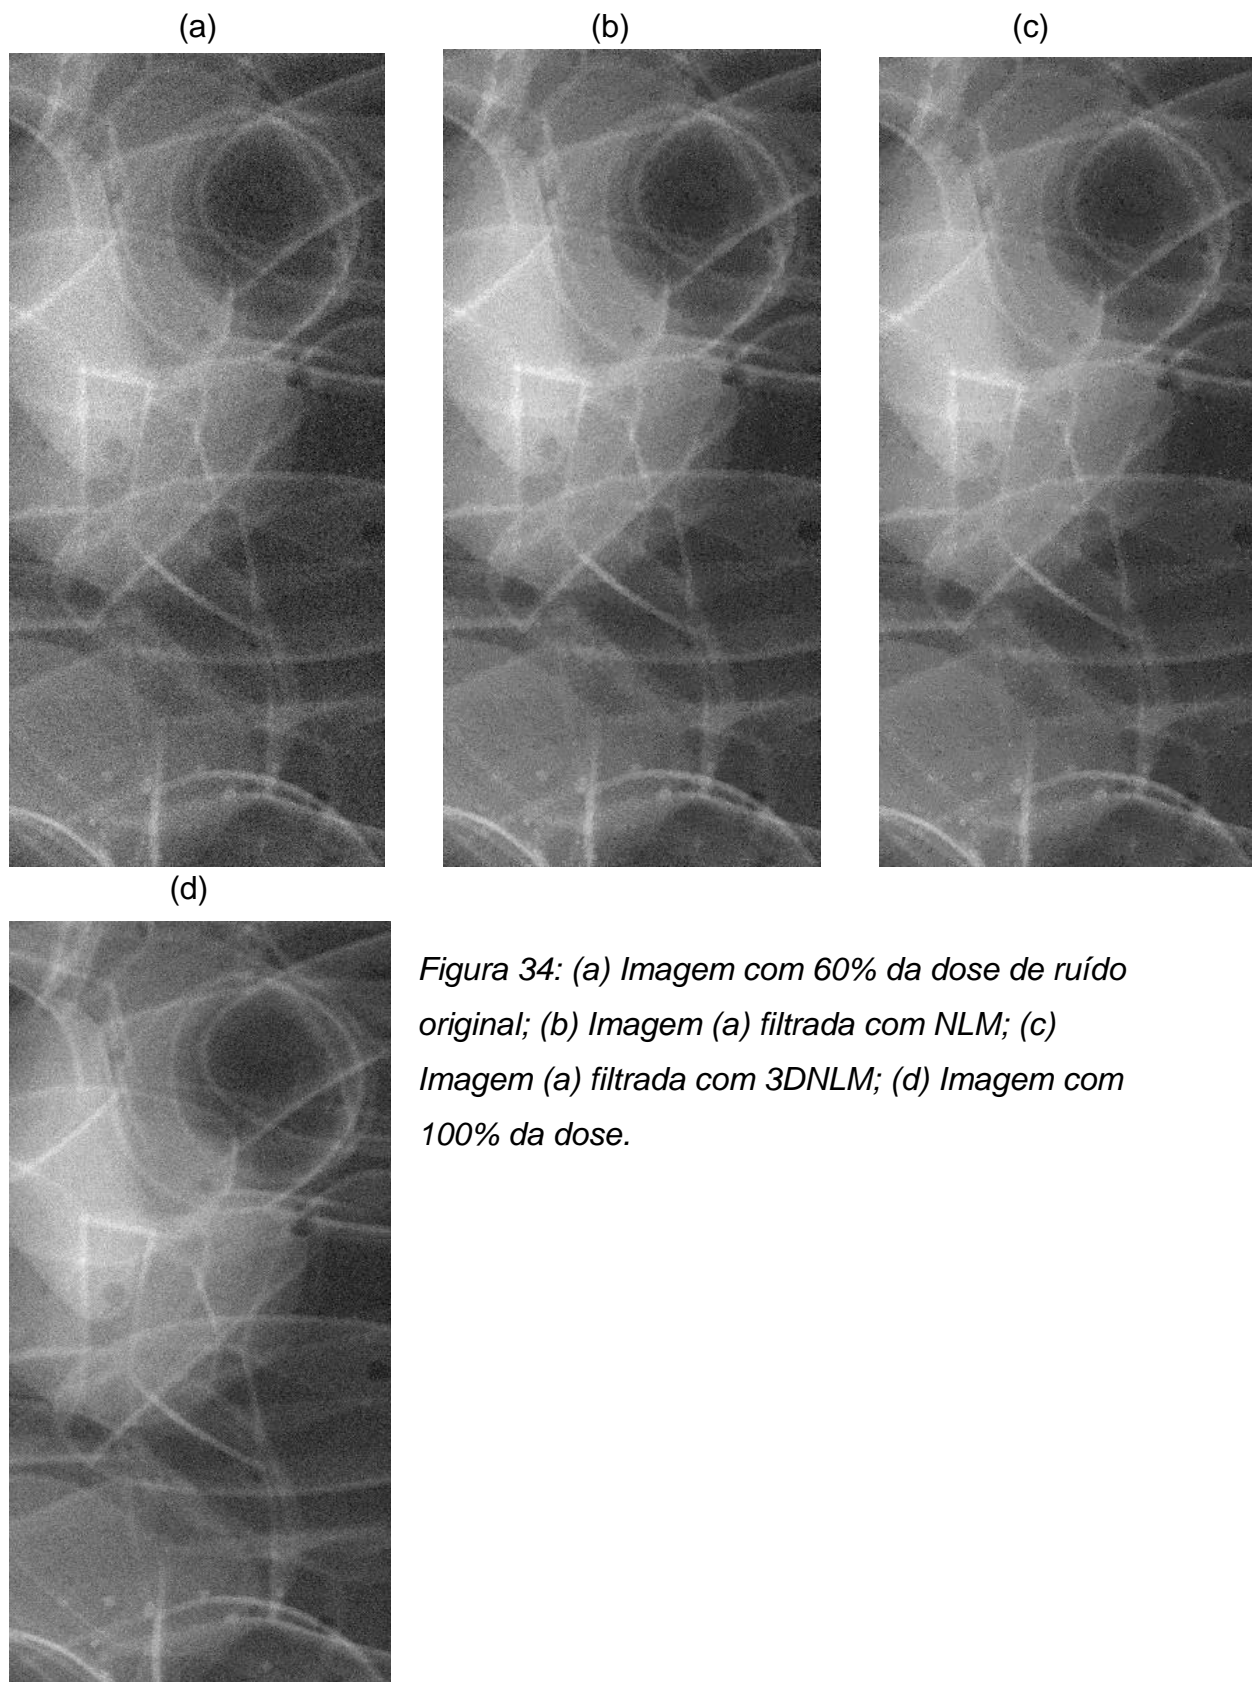 (a)
(b)
(c)
(d)
Figura 34: (a) Imagem com 60% da dose de ruído
original; (b) Imagem (a) filtrada com NLM; (c)
Imagem (a) filtrada com 3DNLM; (d) Imagem com
100% da dose.